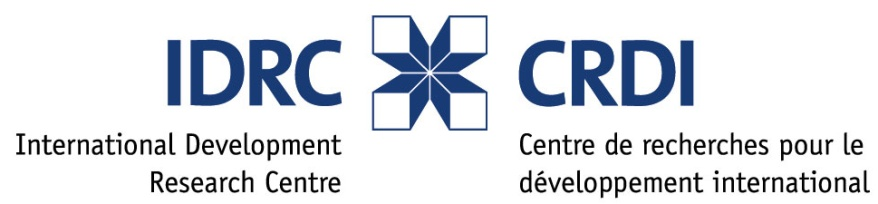 IDRC
International Development
Research Centre
CRDI
Centre de recherches pour le
développement international